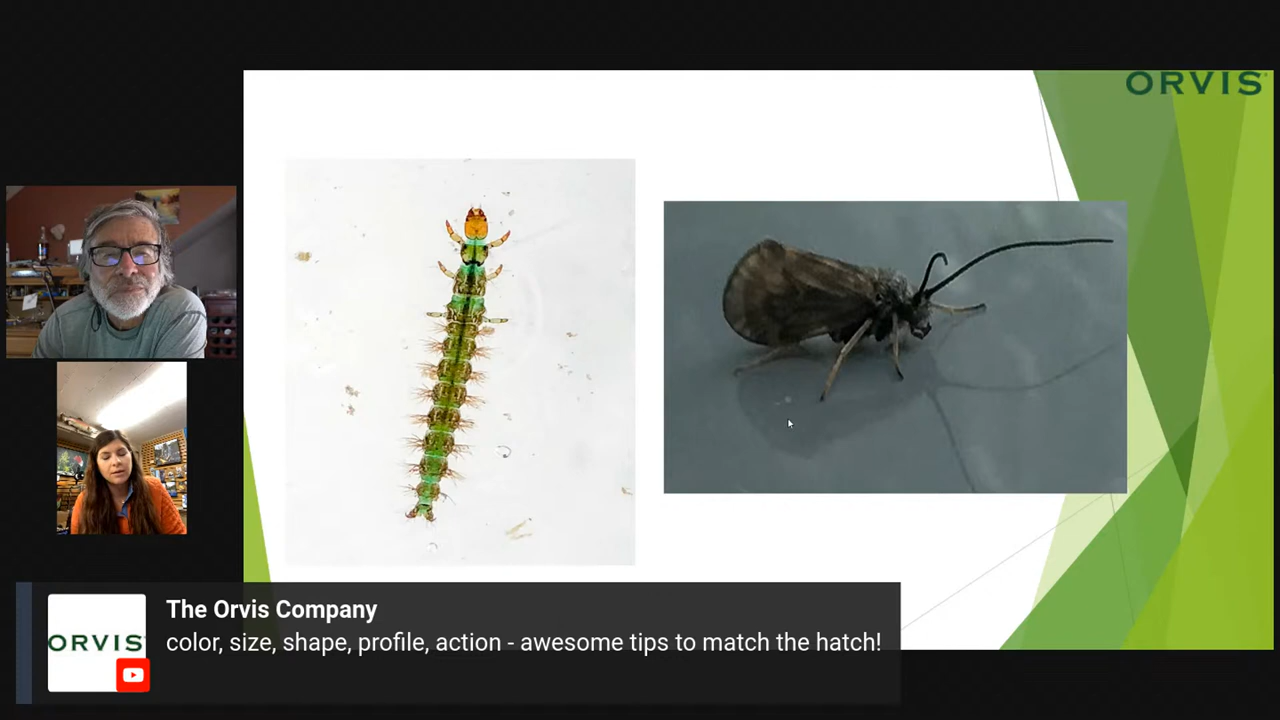 ORVIS
The Orvis Company
ORVIS
color, size, shape, profile, action - awesome tips to match the hatch!